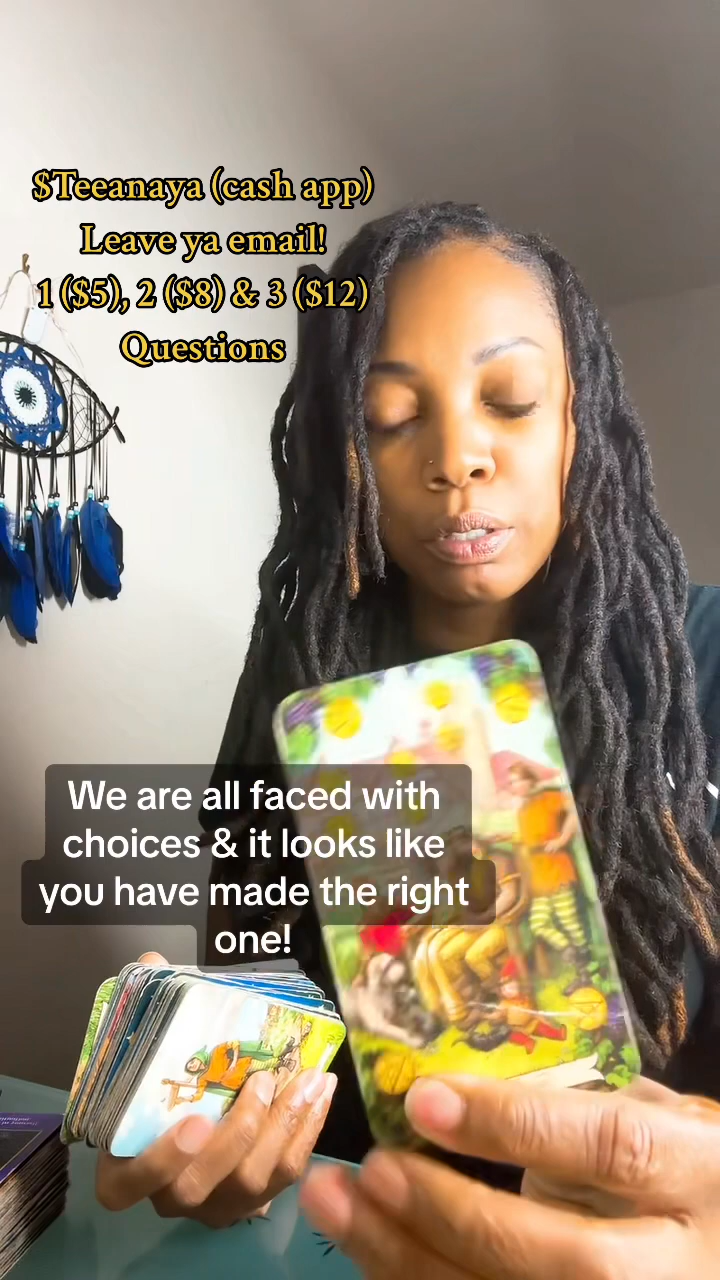 $Teeanaya (cash app)
Leave ya email!
1 ($5), 2 ($8) & 3 ($12)
Questions
We are all faced with
choices & it looks like
you have made the right
one!